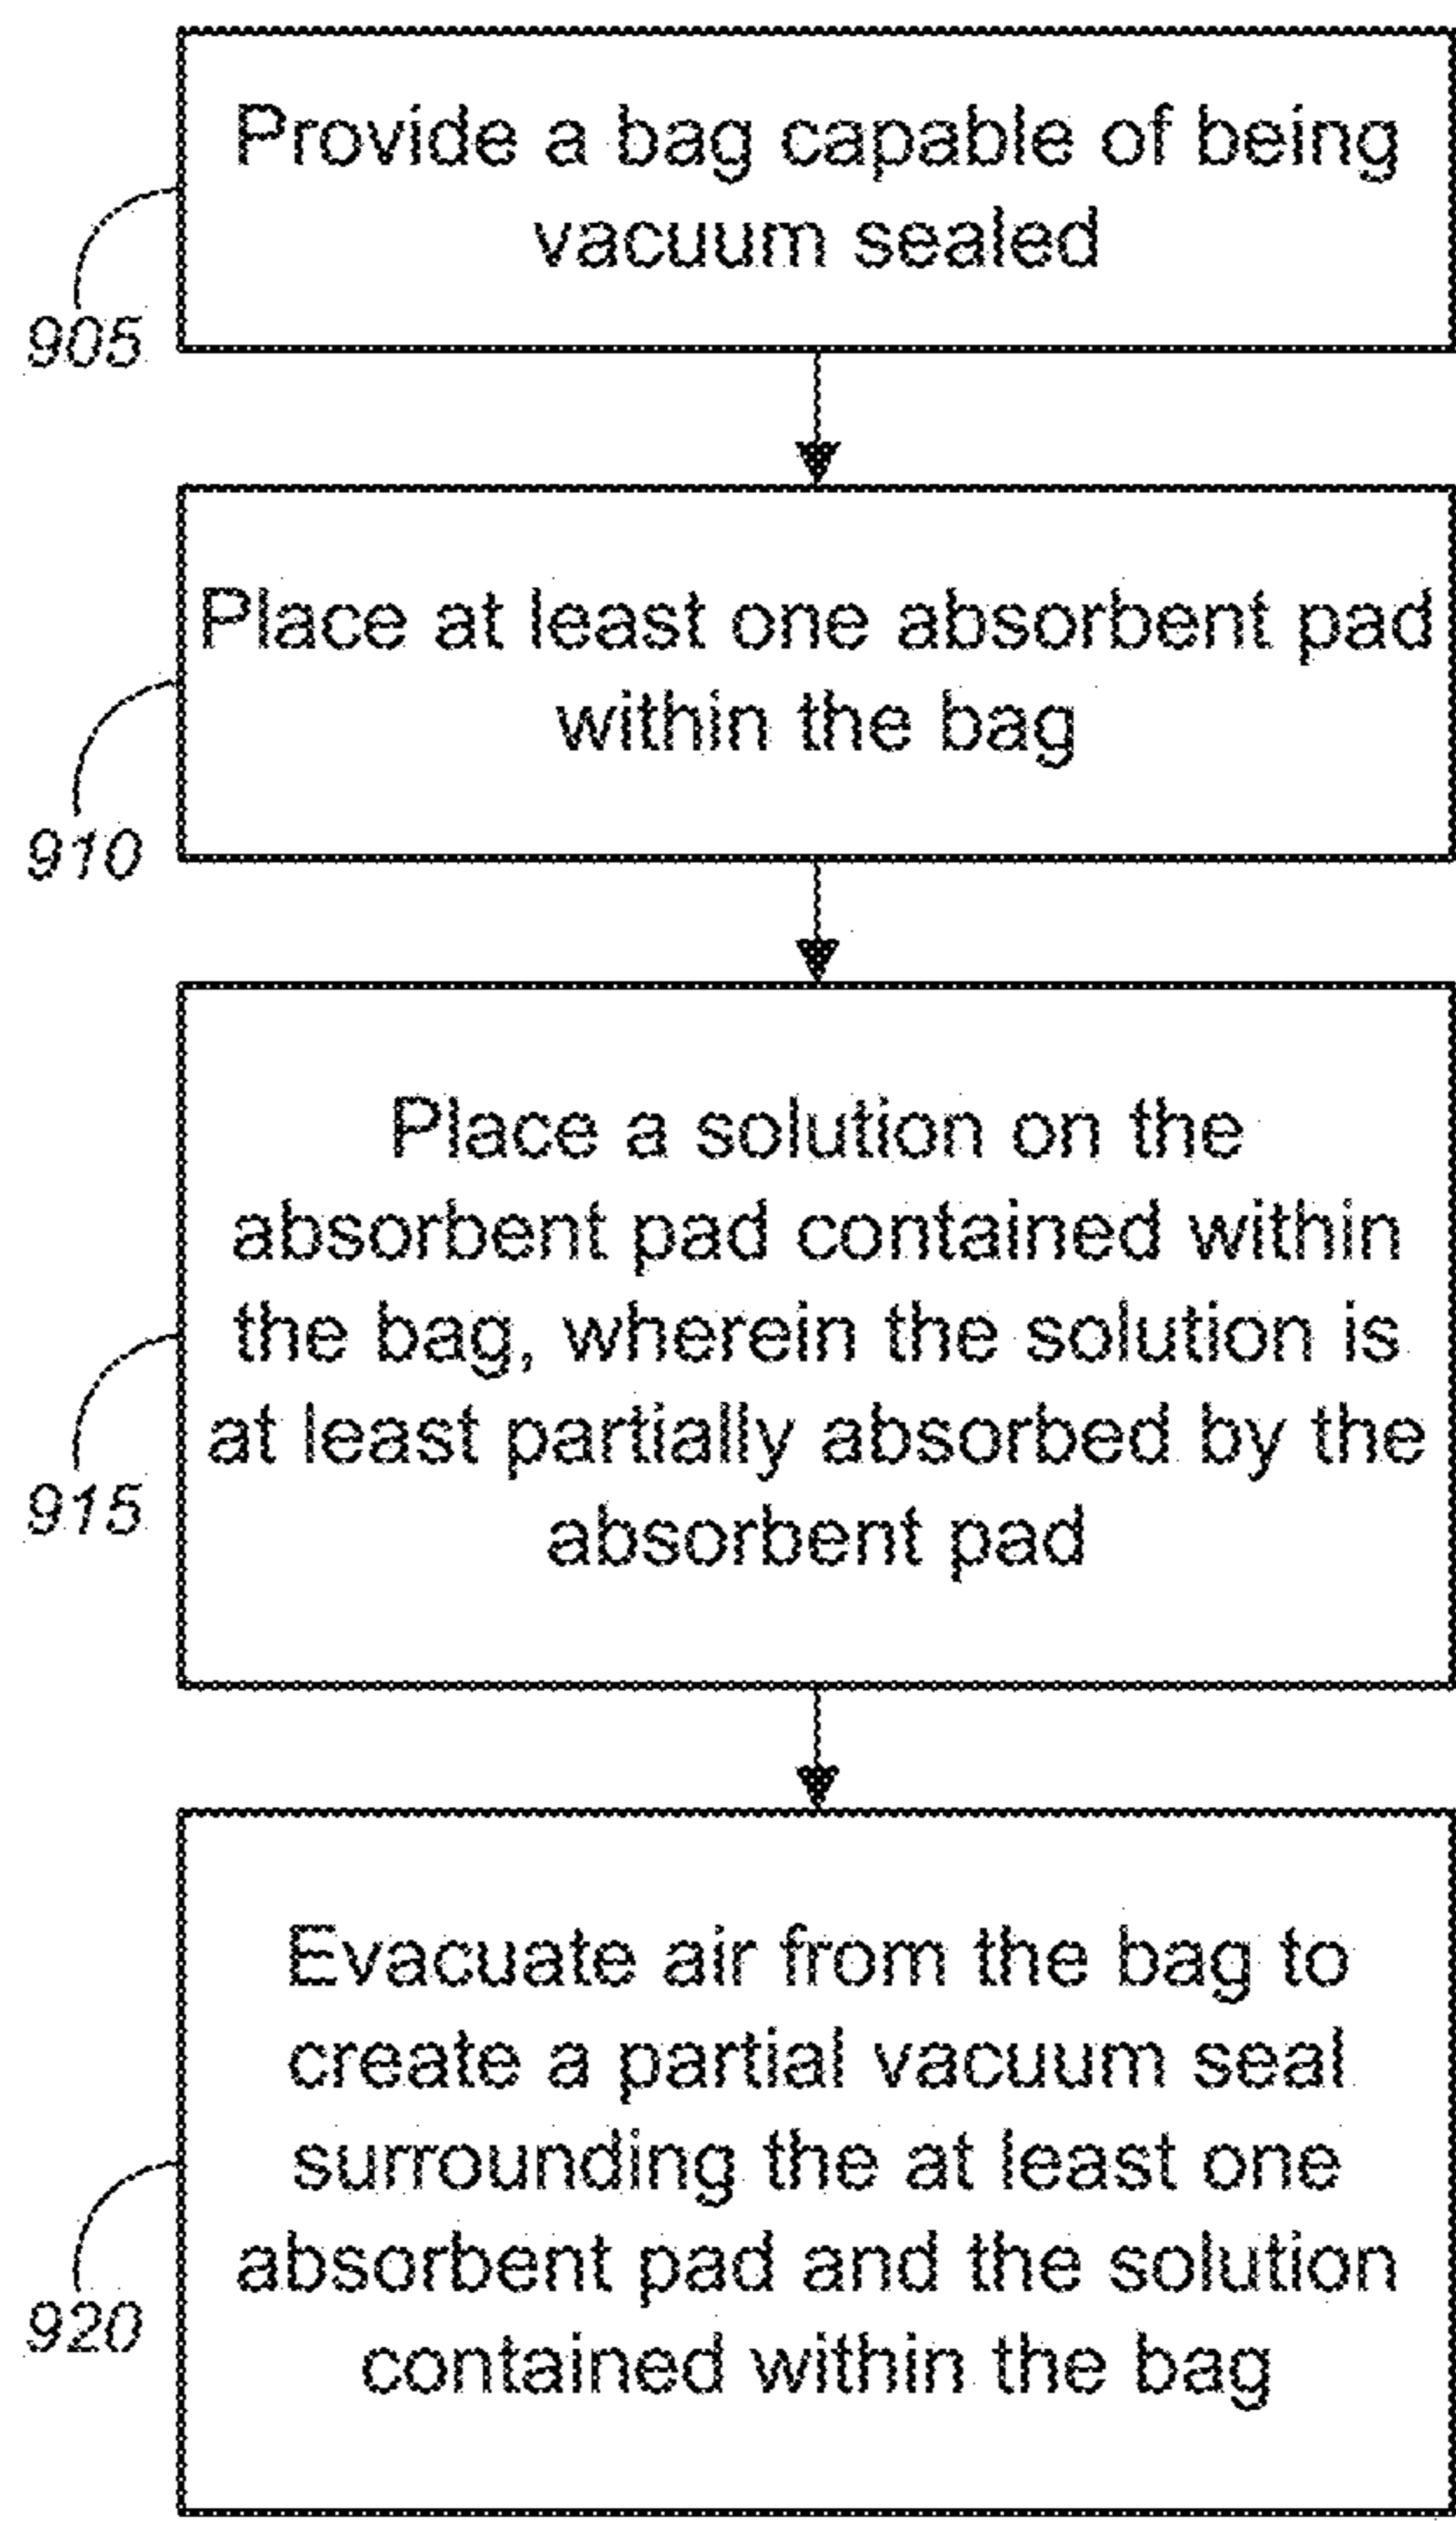 Provide a bag capable of being
vacuum sealed
905
Place at least one absorbent pad
within the bag
910
Place a solution on the
absorbent pad contained within
the bag, wherein the solution is
at least partially absorbed by the
absorbent pad
915
Evacuate air from the bag to
create a partial vacuum seal
surrounding the at least one
absorbent pad and the solution
contained within the bag
920